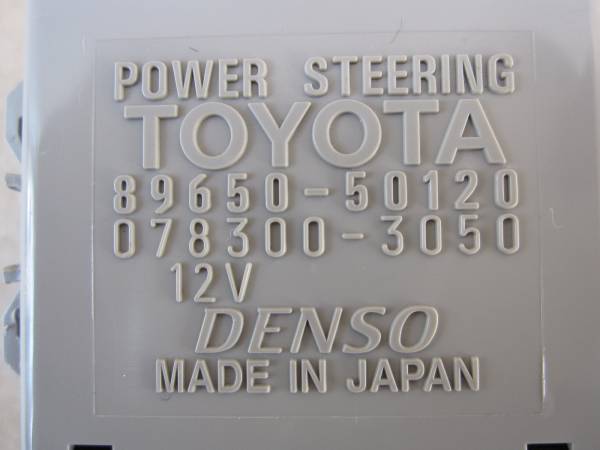 POWER STEERING
TOYOTA
89650-50120
078300-3050
12V
DENSO
MADE IN JAPAN